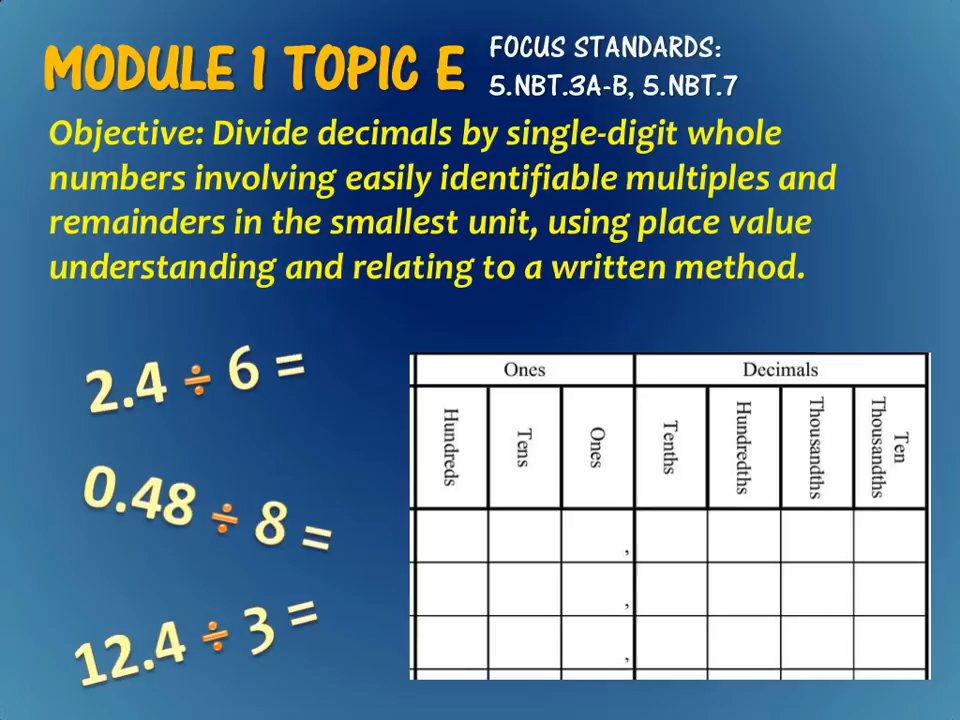 MODULE 1 TOPIC E
FOCUS STANDARDS:
5.NBT.3A-B, 5.NBT.7
Objective: Divide decimals by single-digit whole
numbers involving easily identifiable multiples and
remainders in the smallest unit, using place value
understanding and relating to a written method.
2.4 ÷ 6 =
0.48 ÷ 8 =
12.4 ÷ 3 =
Ones Decimals
Hundreds Tens Ones Tenths Hundredths Thousandths Ten Thousandths
,
,
,